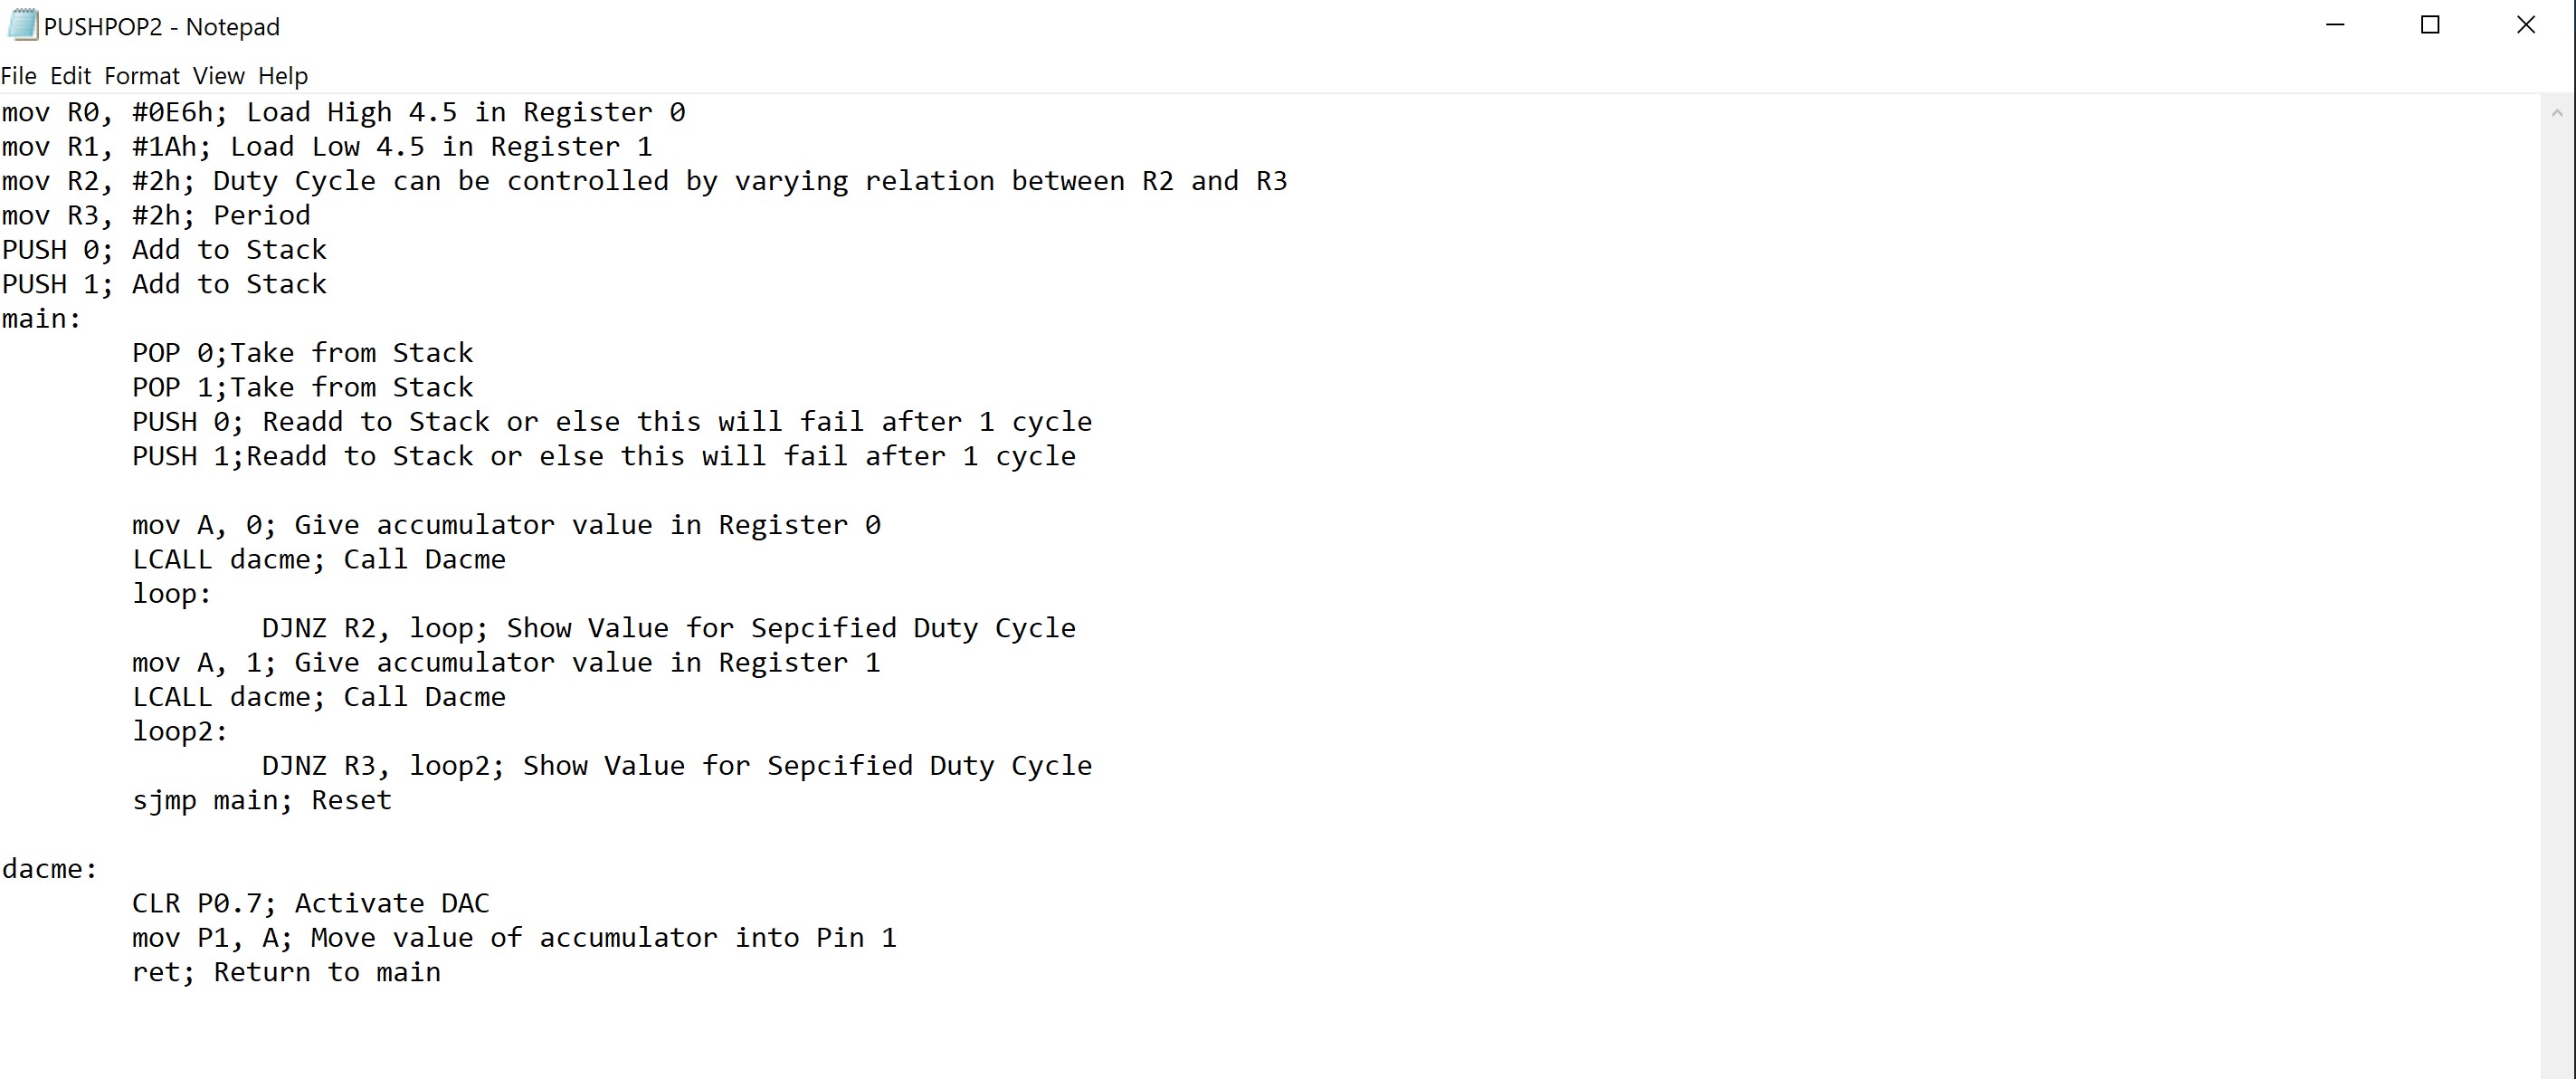 PUSHPOP2 - Notepad
File Edit Format View Help
mov R0, #0E6h; Load High 4.5 in Register 0
mov R1, #1Ah; Load Low 4.5 in Register 1
mov R2, #2h; Duty Cycle can be controlled by varying relation between R2 and R3
mov R3, #2h; Period
PUSH 0; Add to Stack
PUSH 1; Add to Stack
main:
POP 0;Take from Stack
POP 1;Take from Stack
PUSH 0; Readd to Stack or else this will fail after 1 cycle
PUSH 1;Readd to Stack or else this will fail after 1 cycle
mov A, 0; Give accumulator value in Register 0
LCALL dacme; Call Dacme
loop:
DJNZ R2, loop; Show Value for Sepcified Duty Cycle
mov A, 1; Give accumulator value in Register 1
LCALL dacme; Call Dacme
loop2:
DJNZ R3, loop2; Show Value for Sepcified Duty Cycle
sjmp main; Reset
dacme:
CLR P0.7; Activate DAC
mov P1, A; Move value of accumulator into Pin 1
ret; Return to main